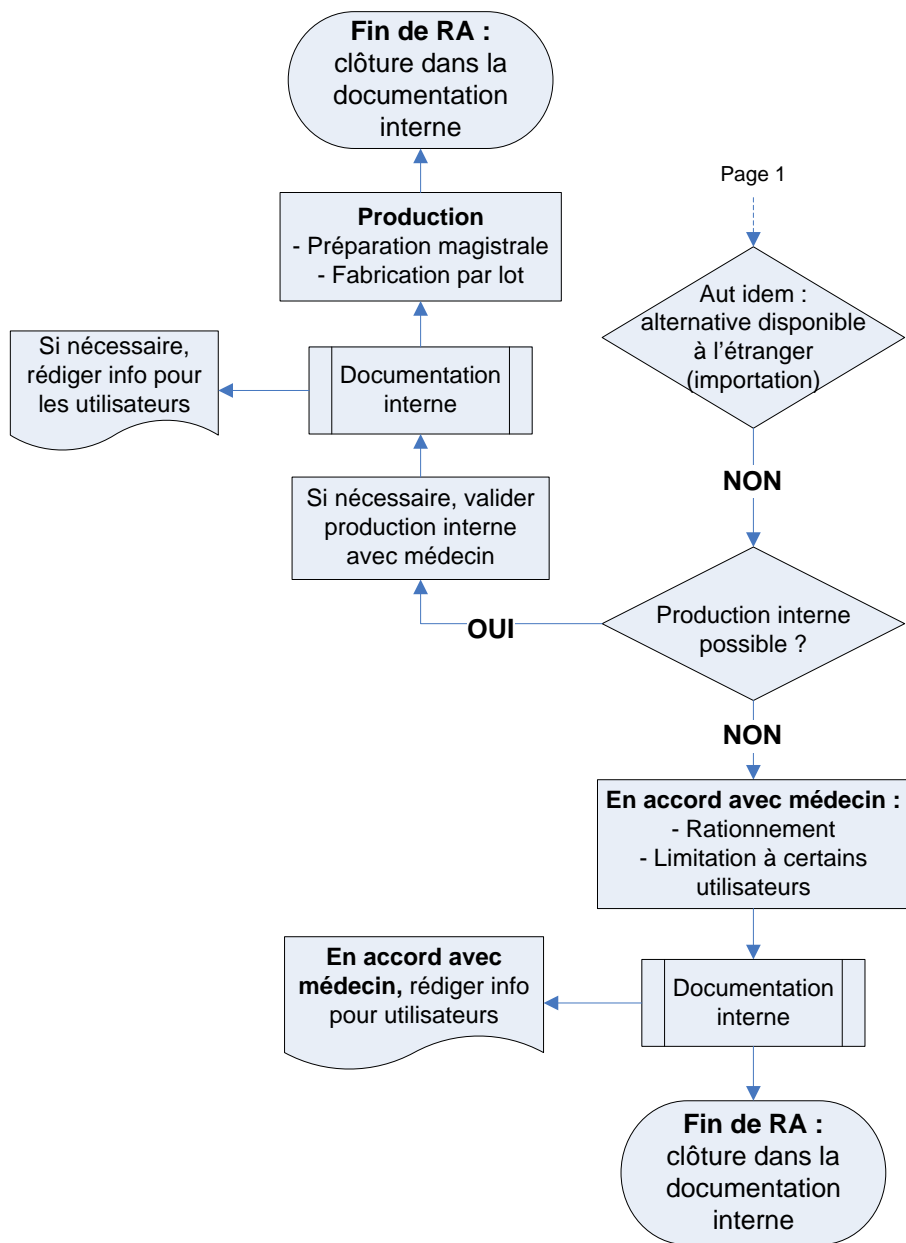 Fin de RA :
clôture dans la
documentation
interne
Page 1
Production
- Préparation magistrale
- Fabrication par lot
Aut idem :
alternative disponible
à l'étranger
(importation)
Si nécessaire,
rédiger info pour
les utilisateurs
Documentation
interne
NON
Si nécessaire, valider
production interne
avec médecin
OUI
Production interne
possible ?
NON
En accord avec médecin :
- Rationnement
- Limitation à certains
utilisateurs
En accord avec
médecin, rédiger info
pour utilisateurs
Documentation
interne
Fin de RA :
clôture dans la
documentation
interne